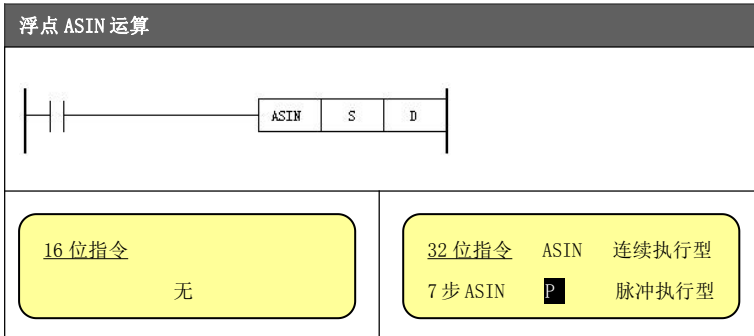 浮点 ASIN 运算
ASIN S D
16 位指令
无
32 位指令 ASIN 连续执行型
7 步 ASIN P 脉冲执行型